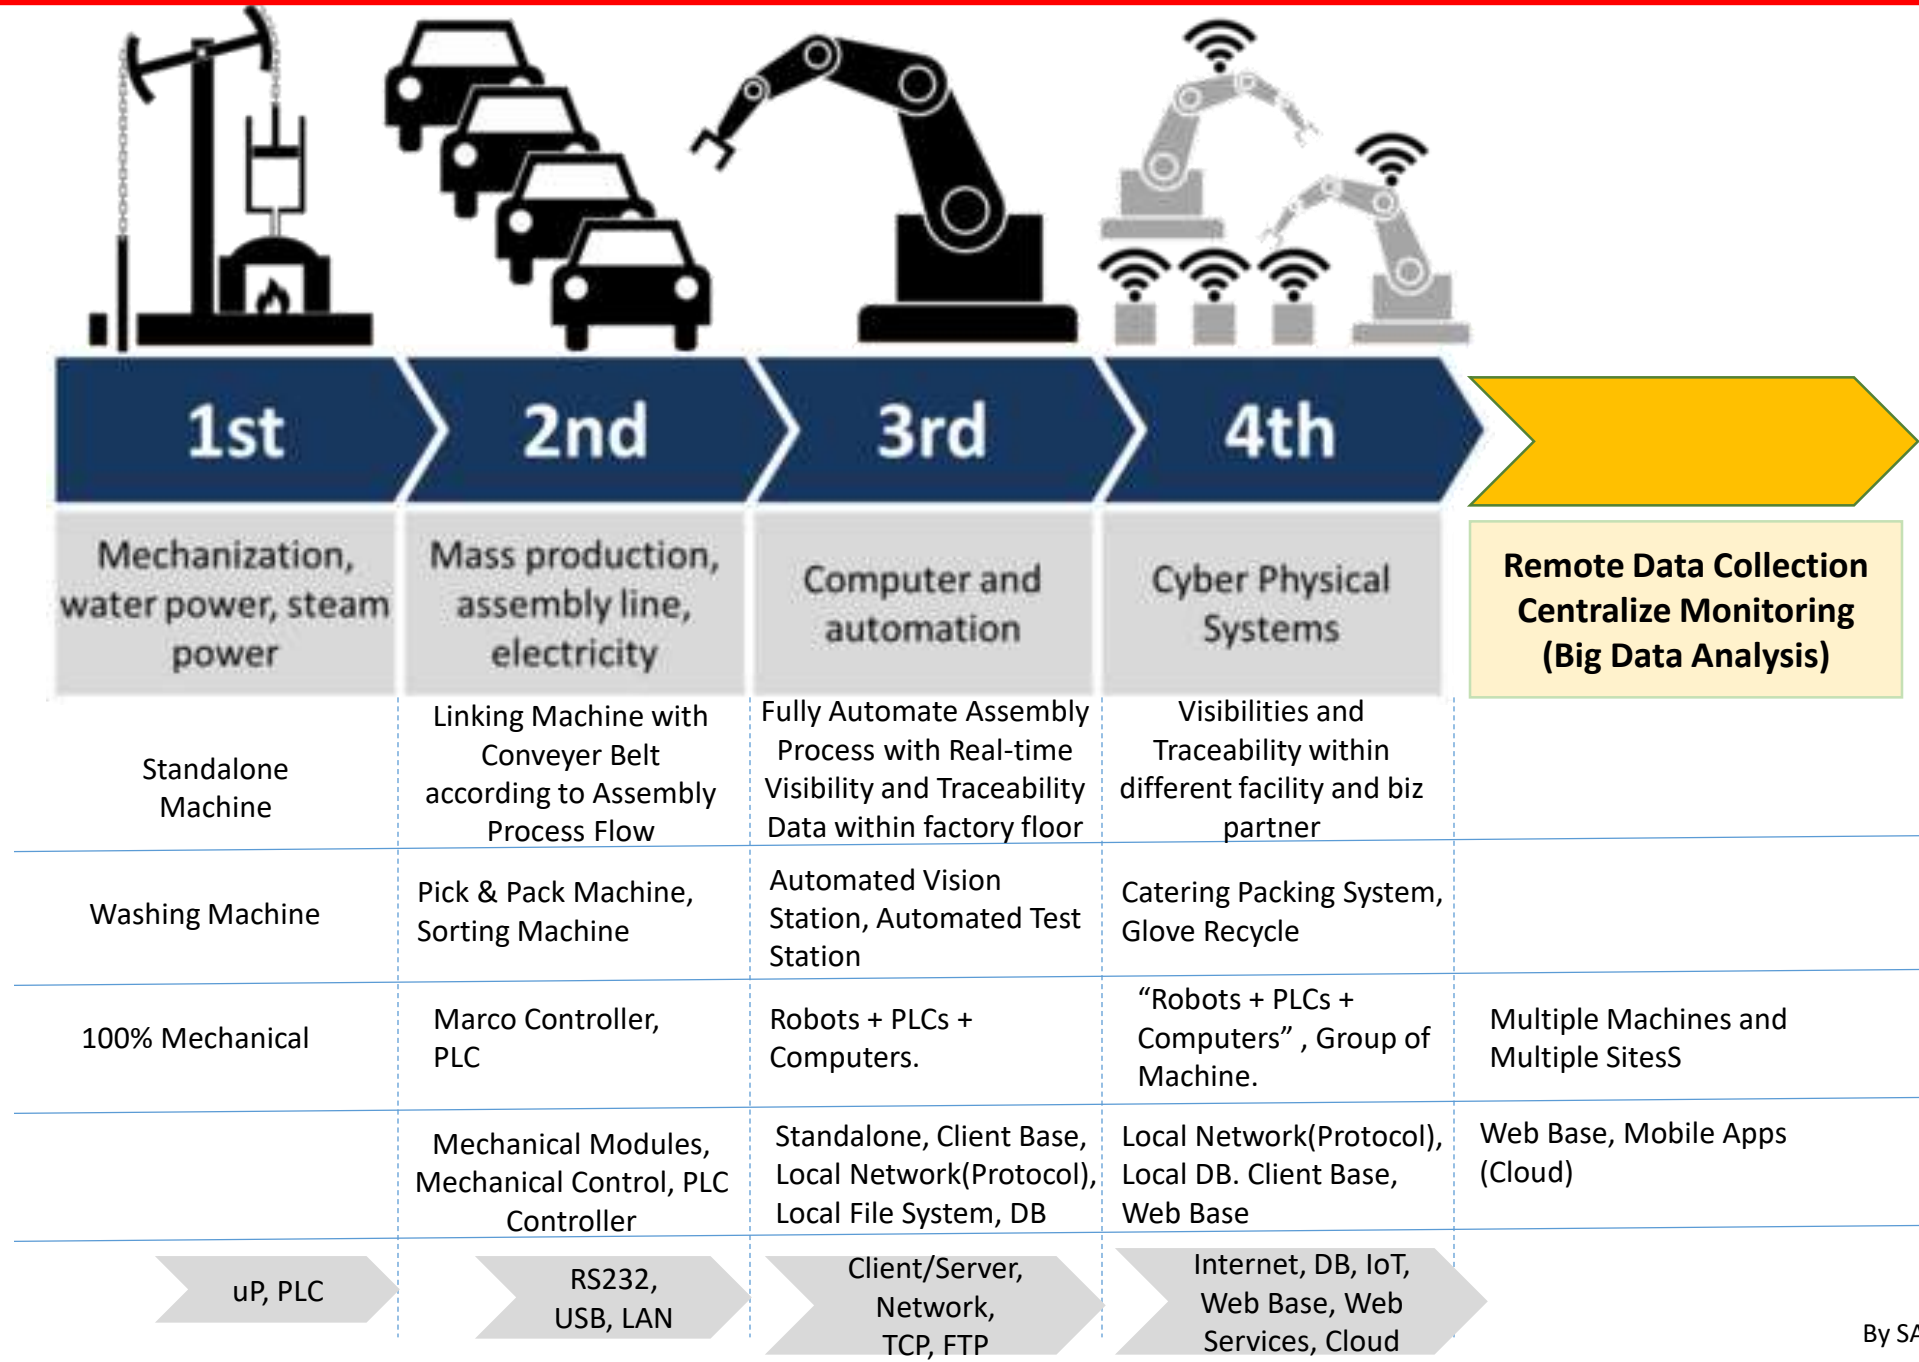 1st
2nd
3rd
4th
Mechanization,
water power, steam
power
Mass production,
assembly line,
electricity
Computer and
automation
Cyber Physical
Systems
Remote Data Collection
Centralize Monitoring
(Big Data Analysis)
Standalone
Machine
Linking Machine with
Conveyer Belt
according to Assembly
Process Flow
Fully Automate Assembly
Process with Real-time
Visibility and Traceability
Data within factory floor
Visibilities and
Traceability within
different facility and biz
partner
Washing Machine
Pick & Pack Machine,
Sorting Machine
Automated Vision
Station, Automated Test
Station
Catering Packing System,
Glove Recycle
100% Mechanical
Marco Controller,
PLC
Robots + PLCs +
Computers.
“Robots + PLCs +
Computers” , Group of
Machine.
Multiple Machines and
Multiple SitesS
Mechanical Modules,
Mechanical Control, PLC
Controller
Standalone, Client Base,
Local Network(Protocol),
Local File System, DB
Local Network(Protocol),
Local DB. Client Base,
Web Base
Web Base, Mobile Apps
(Cloud)
uP, PLC
RS232,
USB, LAN
Client/Server,
Network,
TCP, FTP
Internet, DB, IoT,
Web Base, Web
Services, Cloud
By SA